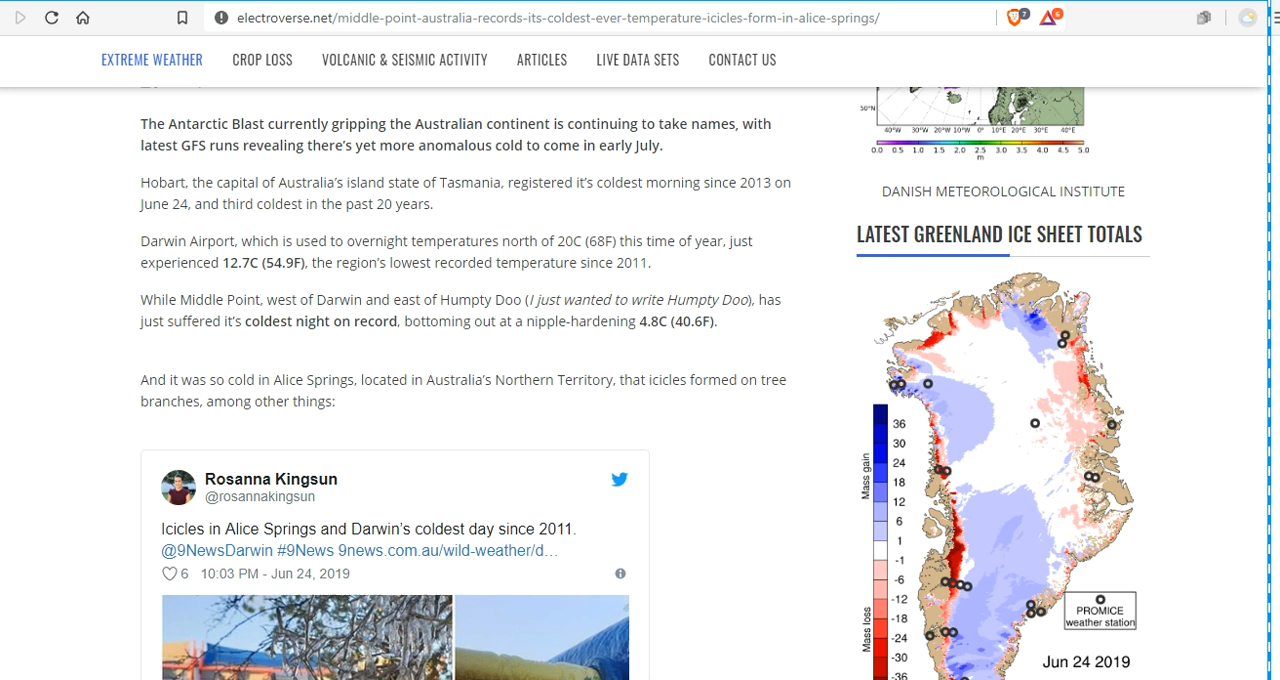 electroverse.net/middle-point-australia-records-its-coldest-ever-temperature-icicles-form-in-alice-springs/
7
6
EXTREME WEATHER
CROP LOSS
VOLCANIC & SEISMIC ACTIVITY
ARTICLES
LIVE DATA SETS
CONTACT US
The Antarctic Blast currently gripping the Australian continent is continuing to take names, with
latest GFS runs revealing there's yet more anomalous cold to come in early July.
Hobart, the capital of Australia's island state of Tasmania, registered it's coldest morning since 2013 on
June 24, and third coldest in the past 20 years.
Darwin Airport, which is used to overnight temperatures north of 20C (68F) this time of year, just
experienced 12.7C (54.9F), the region's lowest recorded temperature since 2011.
While Middle Point, west of Darwin and east of Humpty Doo (I just wanted to write Humpty Doo), has
just suffered it's coldest night on record, bottoming out at a nipple-hardening 4.8C (40.6F).
And it was so cold in Alice Springs, located in Australia's Northern Territory, that icicles formed on tree
branches, among other things:
Rosanna Kingsun
@rosannakingsun
Icicles in Alice Springs and Darwin's coldest day since 2011.
@9NewsDarwin #9News 9news.com.au/wild-weather/d…
6 10:03 PM - Jun 24, 2019
50°N
40°W 30°W 20°W 10°W 0° 10°E 20°E 30°E 40°E
0.0 0.5 1.0 1.5 2.0 2.5 3.0 3.5 4.0 4.5 5.0
m
DANISH METEOROLOGICAL INSTITUTE
LATEST GREENLAND ICE SHEET TOTALS
Mass gain
36
30
24
18
12
6
1
-1
-6
-12
-18
-24
-30
-36
Mass loss
PROMICE
weather station
Jun 24 2019